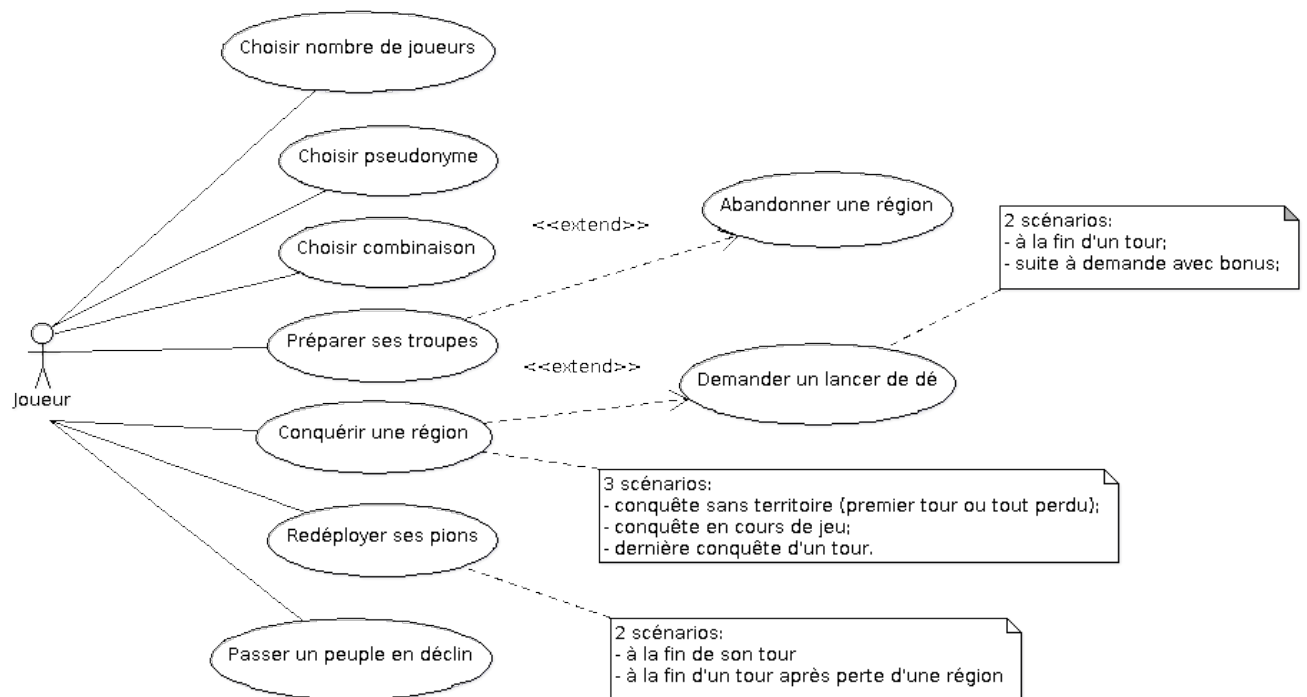 Choisir nombre de joueurs
Choisir pseudonyme
Choisir combinaison
<<extend>>
Abandonner une région
2 scénarios:
- à la fin d'un tour;
- suite à demande avec bonus;
Préparer ses troupes
<<extend>>
Demander un lancer de dé
Joueur
Conquérir une région
3 scénarios:
- conquête sans territoire (premier tour ou tout perdu);
- conquête en cours de jeu;
- dernière conquête d'un tour.
Redéployer ses pions
Passer un peuple en déclin
2 scénarios:
- à la fin de son tour
- à la fin d'un tour après perte d'une région